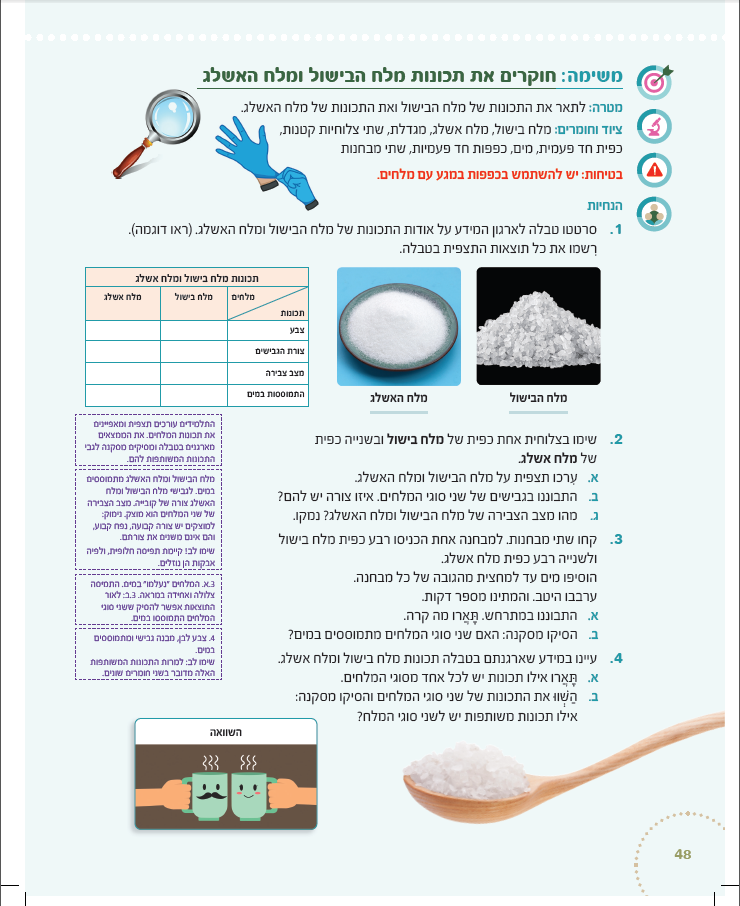 משימה: חוקרים את תכונות מלח הבישול ומלח האשלג
מטרה: לתאר את התכונות של מלח הבישול ואת התכונות של מלח האשלג.
ציוד וחומרים: מלח בישול, מלח אשלג, מגדלת, שתי צלוחיות קטנות,
כפית חד פעמית, מים, כפפות חד פעמיות, שתי מבחנות
בטיחות: יש להשתמש בכפפות במגע עם מלחים.
הנחיות
1. סרטטו טבלה לארגון המידע על אודות התכונות של מלח הבישול ומלח האשלג. (ראו דוגמה).
רִשמו את כל תוצאות התצפית בטבלה.
תכונות מלח בישול ומלח אשלג
מלחים
תכונות
מלח בישול
מלח אשלג
צבע
צורת הגבישים
מצב צבירה
התמוססות במים
מלח הבישול
מלח האשלג
2. שימו בצלוחית אחת כפית של מלח בישול ובשנייה כפית
של מלח אשלג.
א. עִרכו תצפית על מלח הבישול ומלח האשלג.
ב. התבוננו בגבישים של שני סוגי המלחים. איזו צורה יש להם?
ג. מהו מצב הצבירה של מלח הבישול ומלח האשלג? נמקו.
3. קחו שתי מבחנות. למבחנה אחת הכניסו רבע כפית מלח בישול
ולשנייה רבע כפית מלח אשלג.
הוסיפו מים עד למחצית מהגובה של כל מבחנה.
ערבבו היטב. והמתינו מספר דקות.
א. התבוננו במתרחש. תָּאֲרו מה קרה.
ב. הסיקו מסקנה: האם שני סוגי המלחים מתמוססים במים?
4. עיינו במידע שארגנתם בטבלה תכונות מלח בישול ומלח אשלג.
א. תָּאֲרו אילו תכונות יש לכל אחד מסוגי המלחים.
ב. הַשְׁווּ את התכונות של שני סוגי המלחים והסיקו מסקנה:
אילו תכונות משותפות יש לשני סוגי המלח?
התלמידים עורכים תצפית ומאפיינים
את תכונות המלחים. את הממצאים
מארגנים בטבלה ומסיקים מסקנה לגבי
התכונות המשותפות להם.
מלח הבישול ומלח האשלג מתמוססים
במים. לגבישי מלח הבישול ומלח
האשלג צורה של קובייה. מצב הצבירה
של שני המלחים הוא מוצק. נימוק:
למוצקים יש צורה קבועה, נפח קבוע,
והם אינם משנים את צורתם.
שימו לב! קיימת תפיסה חלופית, ולפיה
אבקות הן נוזלים.
3.א. המלחים "נעלמו" במים. התמיסה
צלולה ואחידה במראה. 3.ב: לאור
התוצאות אפשר להסיק ששני סוגי
המלחים התמוססו במים.
4. צבע לבן, מבנה גבישי ומתמוססים
במים.
שימו לב: למרות התכונות המשותפות
האלה מדובר בשני חומרים שונים.
השוואה
48